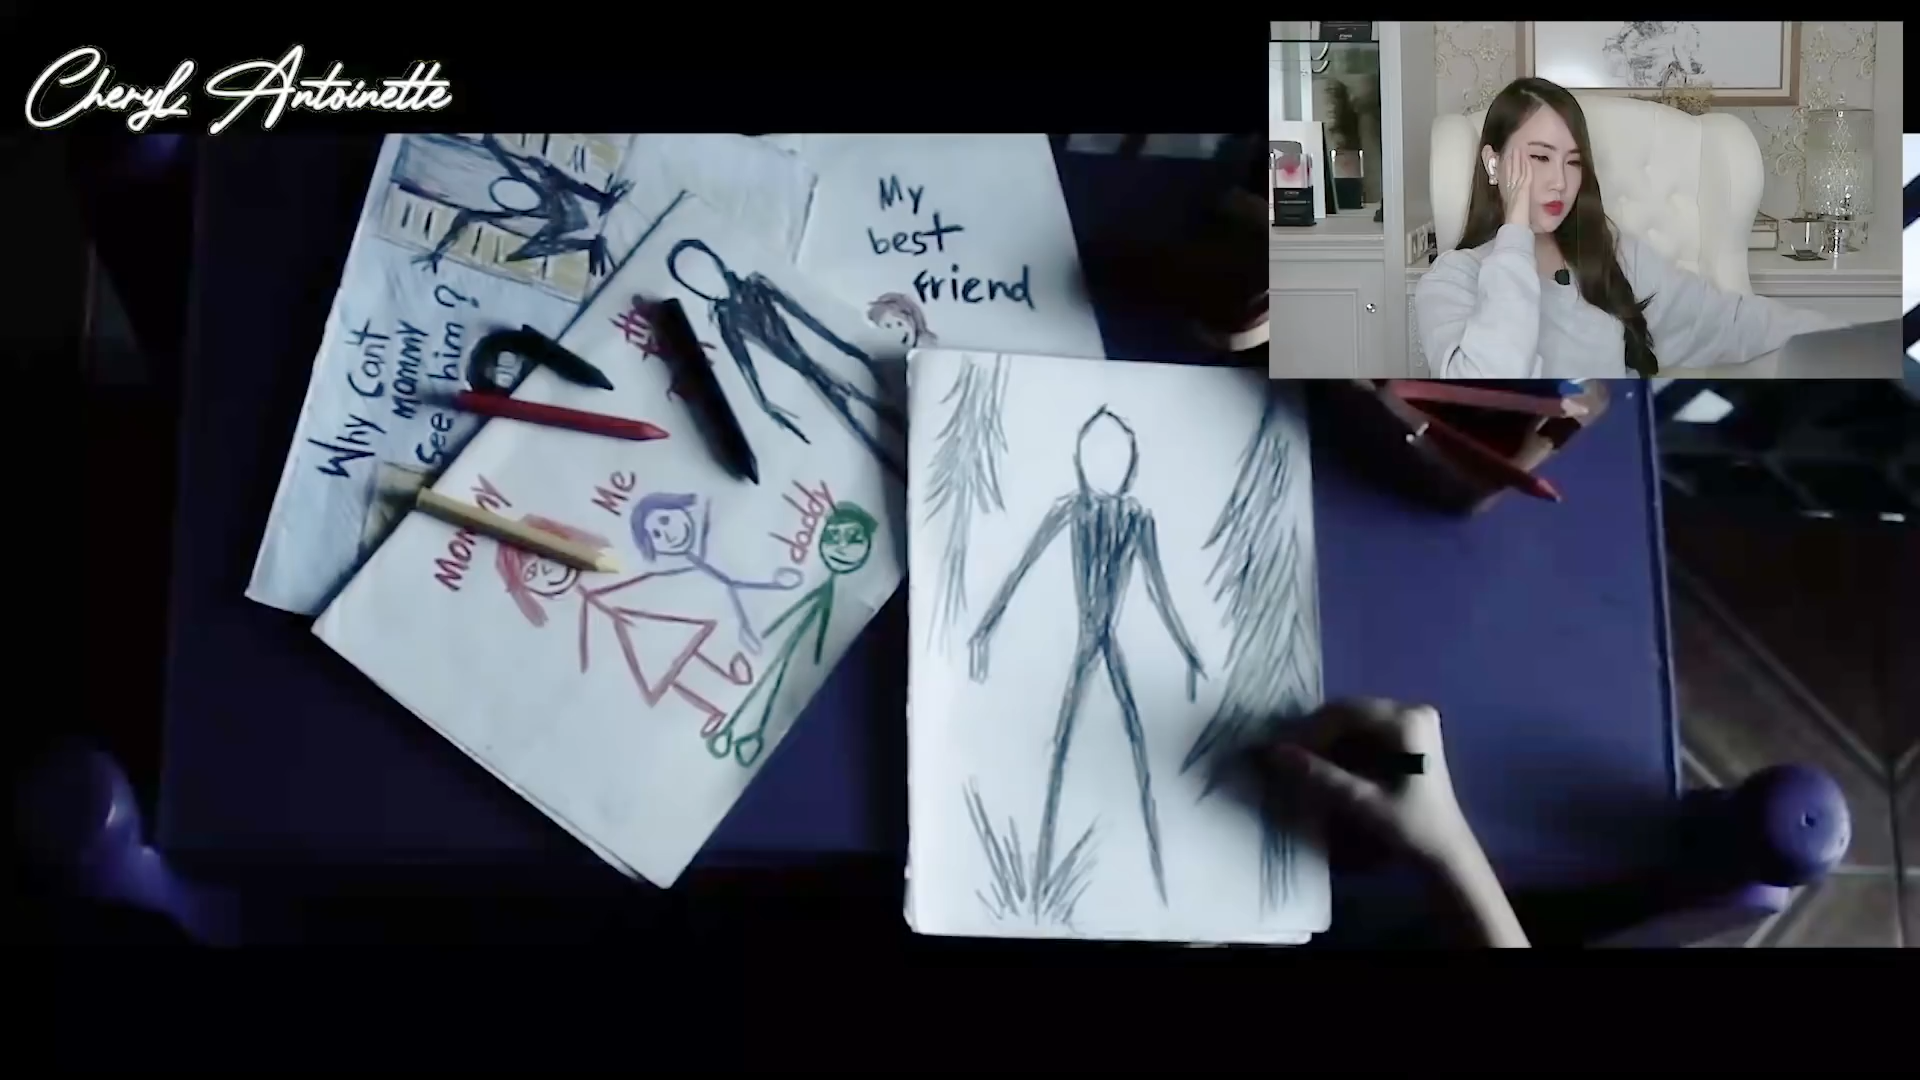 Cheryl Antoinette
My
best
friend
Why Can't
mommy
see him?
Me
daddy